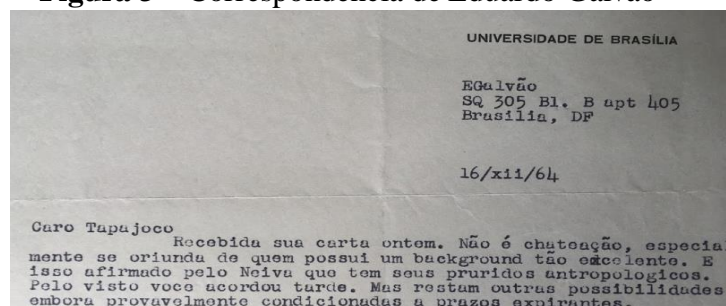 Figura 3 – Correspondência de Eduardo Galvão
UNIVERSIDADE DE BRASÍLIA
EGalvão
SQ 305 Bl. B apt 405
Brasilia, DF
16/x11/64
Caro Tapajoco
Recebida sua carta ontem. Não é chateação, especial
mente se oriunda de quem possui um background tão excelente. E
isso afirmado pelo Neiva que tem seus pruridos antropologicos.
Pelo visto voce acordou tarde. Mas restam outras possibilidades
embora provavelmente condicionadas a prazos expirantes.